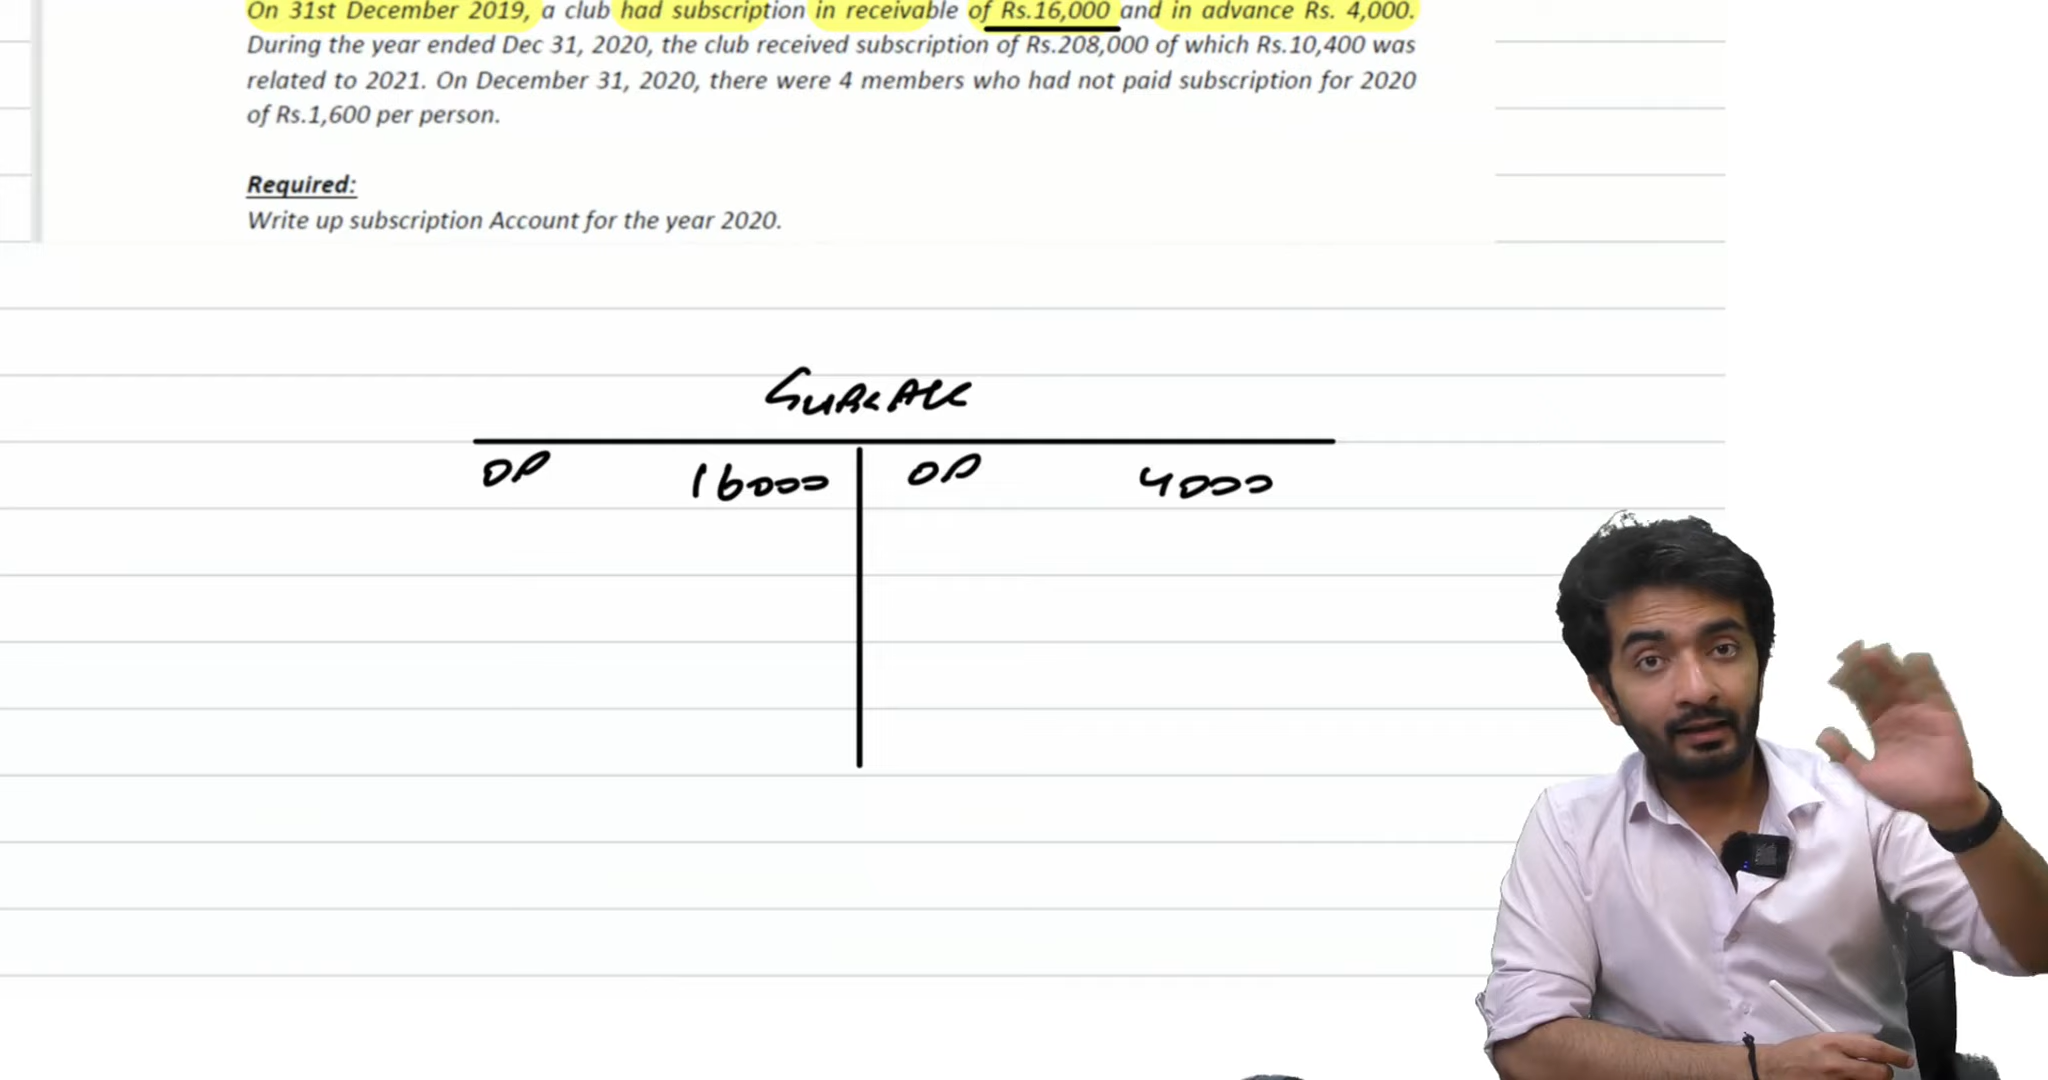 On 31st December 2019, a club had subscription in receivable of Rs.16,000 and in advance Rs. 4,000.
During the year ended Dec 31, 2020, the club received subscription of Rs.208,000 of which Rs.10,400 was
related to 2021. On December 31, 2020, there were 4 members who had not paid subscription for 2020
of Rs.1,600 per person.
Required:
Write up subscription Account for the year 2020.
OP 16000 OP 4000